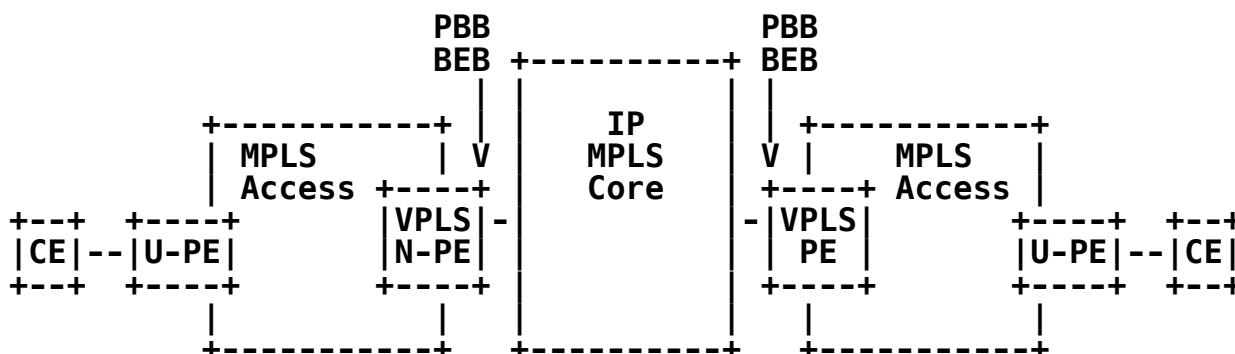 PBB                PBB
                         BEB +-----------+ BEB
                           | |           | |
           +------------+  | |    IP     | |  +------------+
           | MPLS       |  V |   MPLS    | V  |    MPLS    |
           | Access +----+   |   Core    | +----+ Access   |
+--+  +----+        |VPLS|-|             |-|VPLS|        +----+  +--+
|CE|--|U-PE|        |N-PE| |             | | PE |        |U-PE|--|CE|
+--+  +----+        +----+ |             | +----+        +----+  +--+
           |            |    |           |    |            |
           +------------+    +-----------+    +------------+